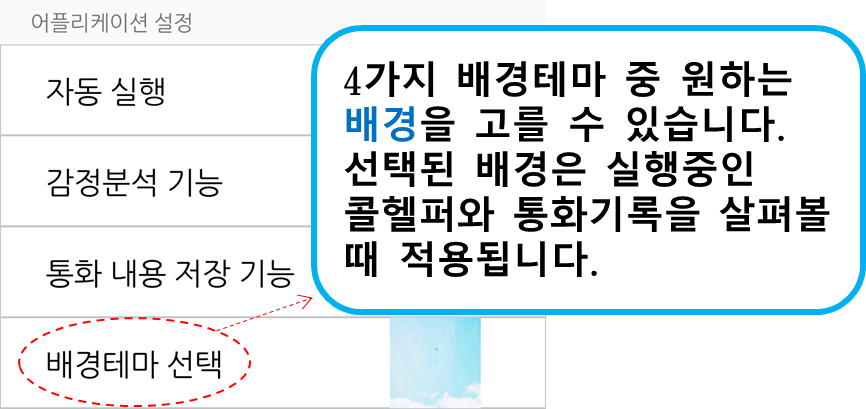 어플리케이션 설정
자동 실행
감정분석 기능
통화 내용 저장 기능
배경테마 선택
4가지 배경테마 중 원하는
배경을 고를 수 있습니다.
선택된 배경은 실행중인
콜헬퍼와 통화기록을 살펴볼
때 적용됩니다.